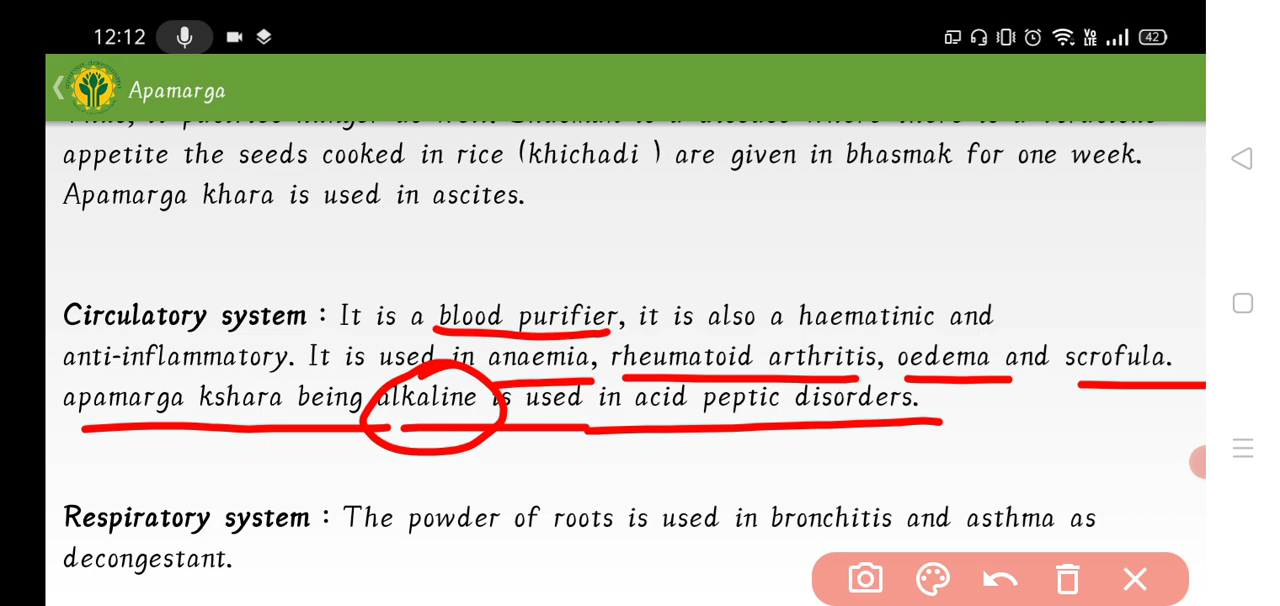 12:12
Vo
LTE
42
Apamarga
appetite the seeds cooked in rice (khichadi ) are given in bhasmak for one week.
Apamarga khara is used in ascites.
Circulatory system : It is a blood purifier, it is also a haematinic and
anti-inflammatory. It is used in anaemia, rheumatoid arthritis, oedema and scrofula.
apamarga kshara being alkaline is used in acid peptic disorders.
Respiratory system : The powder of roots is used in bronchitis and asthma as
decongestant.